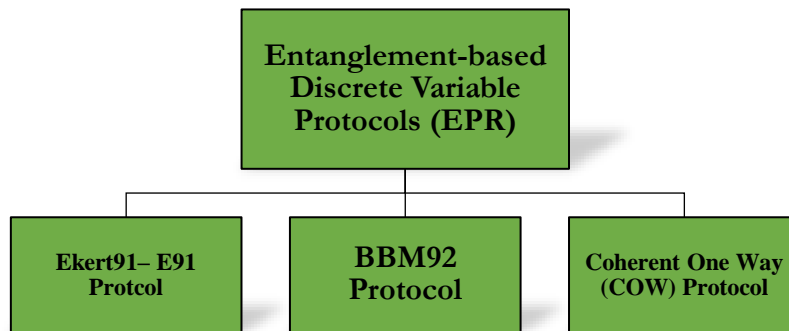 Entanglement-based
Discrete Variable
Protocols (EPR)
Ekert91– E91
Protcol
BBM92
Protocol
Coherent One Way
(COW) Protocol